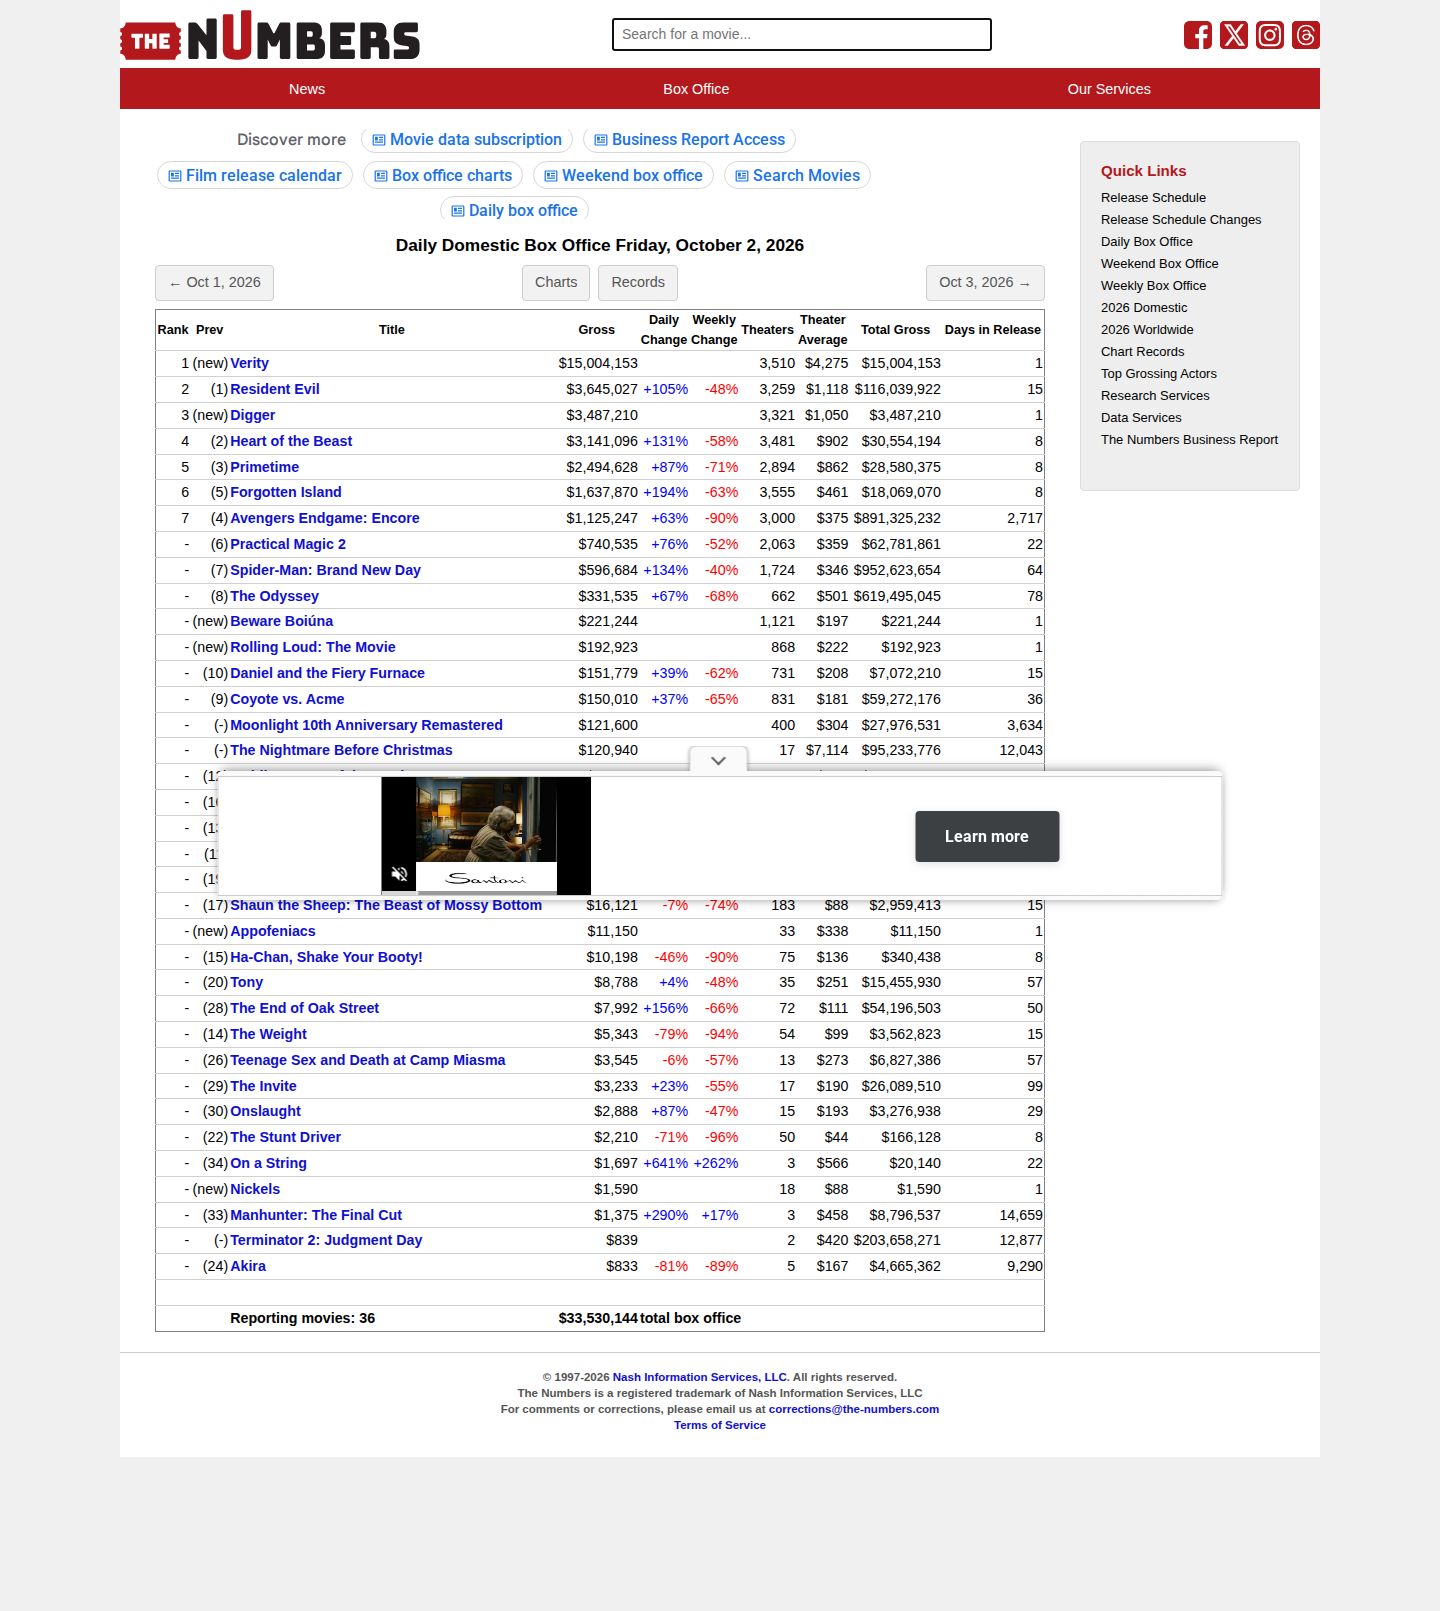 THE NUMBERS
Search for a movie...
News Box Office Our Services
Discover more Movie data subscription Business Report Access
Film release calendar Box office charts Weekend box office Search Movies
Daily box office
Daily Domestic Box Office Friday, October 2, 2026
← Oct 1, 2026 Charts Records Oct 3, 2026 →
Rank Prev Title Gross Daily Change Weekly Change Theaters Theater Average Total Gross Days in Release
1 (new) Verity $15,004,153 3,510 $4,275 $15,004,153 1
2 (1) Resident Evil $3,645,027 +105% -48% 3,259 $1,118 $116,039,922 15
3 (new) Digger $3,487,210 3,321 $1,050 $3,487,210 1
4 (2) Heart of the Beast $3,141,096 +131% -58% 3,481 $902 $30,554,194 8
5 (3) Primetime $2,494,628 +87% -71% 2,894 $862 $28,580,375 8
6 (5) Forgotten Island $1,637,870 +194% -63% 3,555 $461 $18,069,070 8
7 (4) Avengers Endgame: Encore $1,125,247 +63% -90% 3,000 $375 $891,325,232 2,717
- (6) Practical Magic 2 $740,535 +76% -52% 2,063 $359 $62,781,861 22
- (7) Spider-Man: Brand New Day $596,684 +134% -40% 1,724 $346 $952,623,654 64
- (8) The Odyssey $331,535 +67% -68% 662 $501 $619,495,045 78
- (new) Beware Boiúna $221,244 1,121 $197 $221,244 1
- (new) Rolling Loud: The Movie $192,923 868 $222 $192,923 1
- (10) Daniel and the Fiery Furnace $151,779 +39% -62% 731 $208 $7,072,210 15
- (9) Coyote vs. Acme $150,010 +37% -65% 831 $181 $59,272,176 36
- (-) Moonlight 10th Anniversary Remastered $121,600 400 $304 $27,976,531 3,634
- (-) The Nightmare Before Christmas $120,940 17 $7,114 $95,233,776 12,043
-
-
-
-
-
- (17) Shaun the Sheep: The Beast of Mossy Bottom $16,121 -7% -74% 183 $88 $2,959,413 15
- (new) Appofeniacs $11,150 33 $338 $11,150 1
- (15) Ha-Chan, Shake Your Booty! $10,198 -46% -90% 75 $136 $340,438 8
- (20) Tony $8,788 +4% -48% 35 $251 $15,455,930 57
- (28) The End of Oak Street $7,992 +156% -66% 72 $111 $54,196,503 50
- (14) The Weight $5,343 -79% -94% 54 $99 $3,562,823 15
- (26) Teenage Sex and Death at Camp Miasma $3,545 -6% -57% 13 $273 $6,827,386 57
- (29) The Invite $3,233 +23% -55% 17 $190 $26,089,510 99
- (30) Onslaught $2,888 +87% -47% 15 $193 $3,276,938 29
- (22) The Stunt Driver $2,210 -71% -96% 50 $44 $166,128 8
- (34) On a String $1,697 +641% +262% 3 $566 $20,140 22
- (new) Nickels $1,590 18 $88 $1,590 1
- (33) Manhunter: The Final Cut $1,375 +290% +17% 3 $458 $8,796,537 14,659
- (-) Terminator 2: Judgment Day $839 2 $420 $203,658,271 12,877
- (24) Akira $833 -81% -89% 5 $167 $4,665,362 9,290
Reporting movies: 36 $33,530,144 total box office
Santoni
Learn more
Quick Links
Release Schedule
Release Schedule Changes
Daily Box Office
Weekend Box Office
Weekly Box Office
2026 Domestic
2026 Worldwide
Chart Records
Top Grossing Actors
Research Services
Data Services
The Numbers Business Report
© 1997-2026 Nash Information Services, LLC. All rights reserved.
The Numbers is a registered trademark of Nash Information Services, LLC
For comments or corrections, please email us at corrections@the-numbers.com
Terms of Service